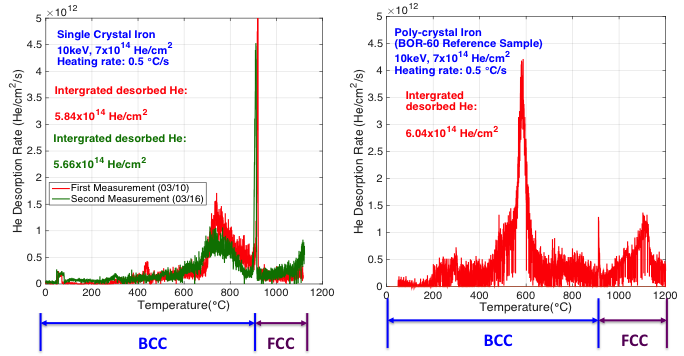 ×10^12
Single Crystal Iron
10keV, 7x10^14 He/cm^2
Heating rate: 0.5 °C/s
Intergrated desorbed He:
5.84x10^14 He/cm^2
Intergrated desorbed He:
5.66x10^14 He/cm^2
First Measurement (03/10)
Second Measurement (03/16)
He Desorption Rate (He/cm^2/s)
5
4.5
4
3.5
3
2.5
2
1.5
1
0.5
0
0 200 400 600 800 1000 1200
Temperature(°C)
BCC FCC
×10^12
Poly-crystal Iron
(BOR-60 Reference Sample)
10keV, 7x10^14 He/cm^2
Heating rate: 0.5 °C/s
Intergrated
desorbed He:
6.04x10^14 He/cm^2
He Desorption Rate (He/cm^2/s)
5
4.5
4
3.5
3
2.5
2
1.5
1
0.5
0
0 200 400 600 800 1000 1200
Temperature(°C)
BCC FCC